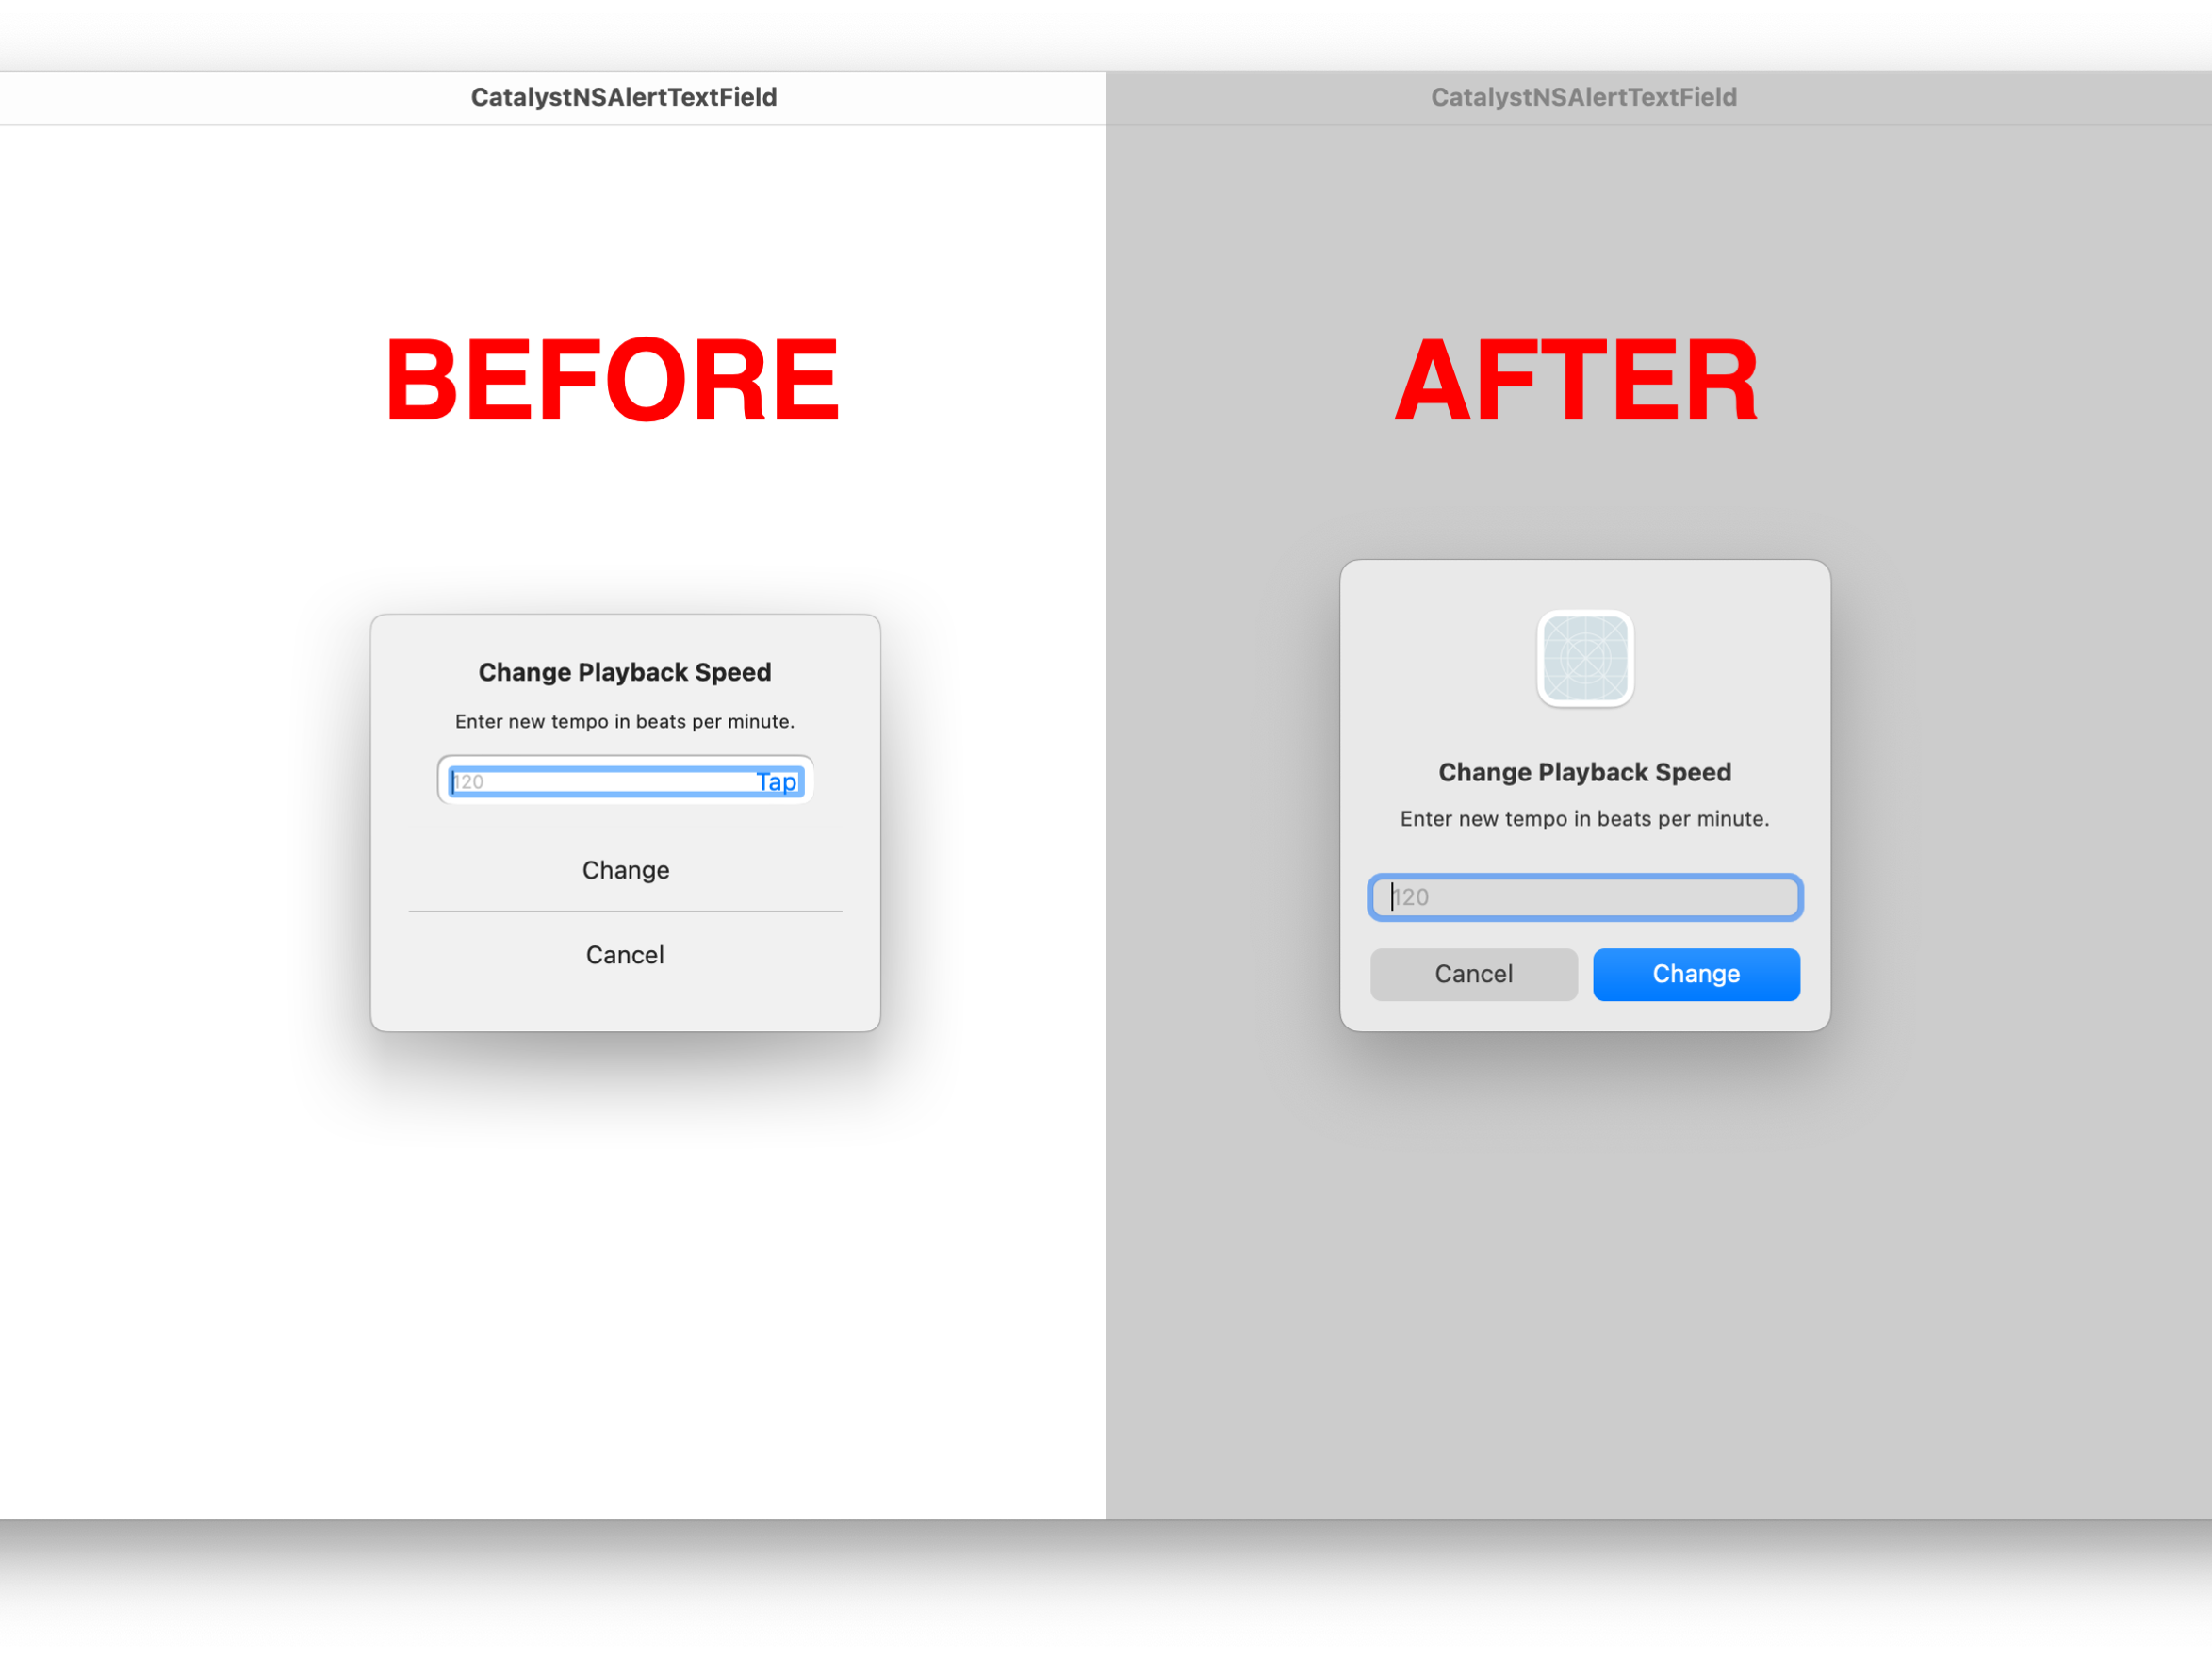 CatalystNSAlertTextField
BEFORE
Change Playback Speed
Enter new tempo in beats per minute.
120 Tap
Change
Cancel
CatalystNSAlertTextField
AFTER
Change Playback Speed
Enter new tempo in beats per minute.
120
Cancel Change